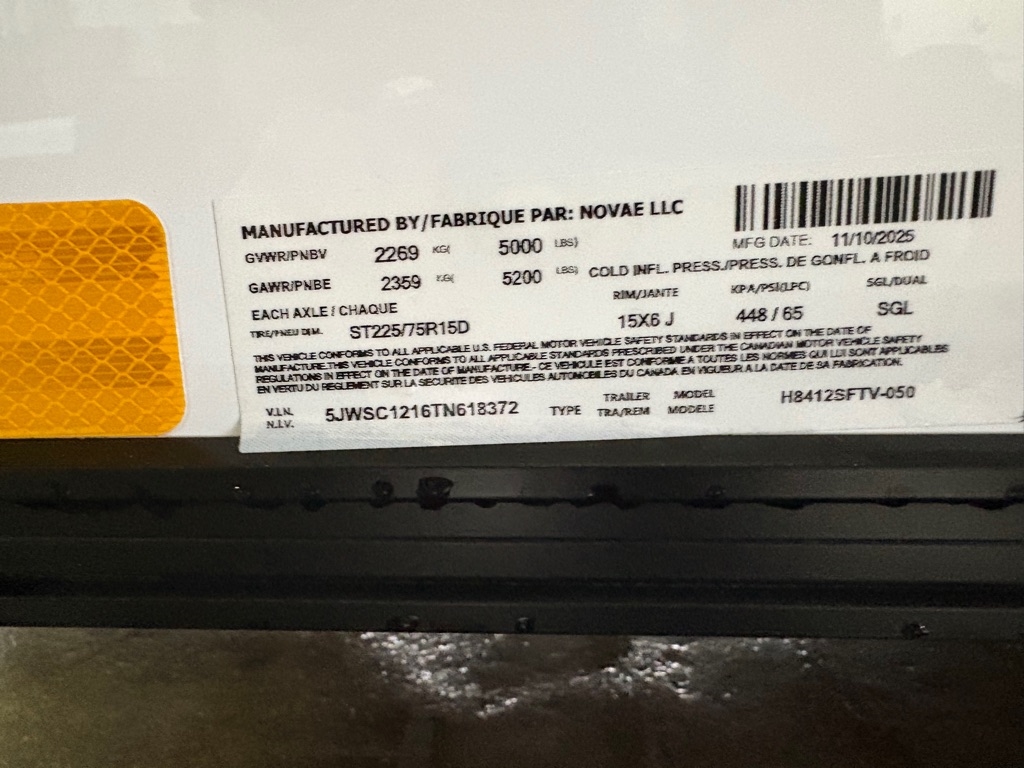 MANUFACTURED BY/FABRIQUE PAR: NOVAE LLC
MFG DATE: 11/10/2025
GVWR/PNBV 2269 KG( 5000 LBS)
GAWR/PNBE 2359 KG( 5200 LBS) COLD INFL. PRESS./PRESS. DE GONFL. A FROID
EACH AXLE / CHAQUE RIM/JANTE KPA/PSI(LPC) SGL/DUAL
TIRE/PNEU DIM. ST225/75R15D 15X6 J 448 / 65 SGL
THIS VEHICLE CONFORMS TO ALL APPLICABLE U.S. FEDERAL MOTOR VEHICLE SAFETY STANDARDS IN EFFECT ON THE DATE OF
MANUFACTURE.THIS VEHICLE CONFORMS TO ALL APPLICABLE STANDARDS PRESCRIBED UNDER THE CANADIAN MOTOR VEHICLE SAFETY
REGULATIONS IN EFFECT ON THE DATE OF MANUFACTURE.- CE VEHICULE EST CONFORME A TOUTES LES NORMES QUI LUI SONT APPLICABLES
EN VERTU DU REGLEMENT SUR LA SECURITE DES VEHICULES AUTOMOBILES DU CANADA EN VIGUEUR A LA DATE DE SA FABRICATION.
V.I.N. 5JWSC1216TN618372 TYPE TRAILER MODEL H8412SFTV-050
N.I.V. TRA/REM MODELE